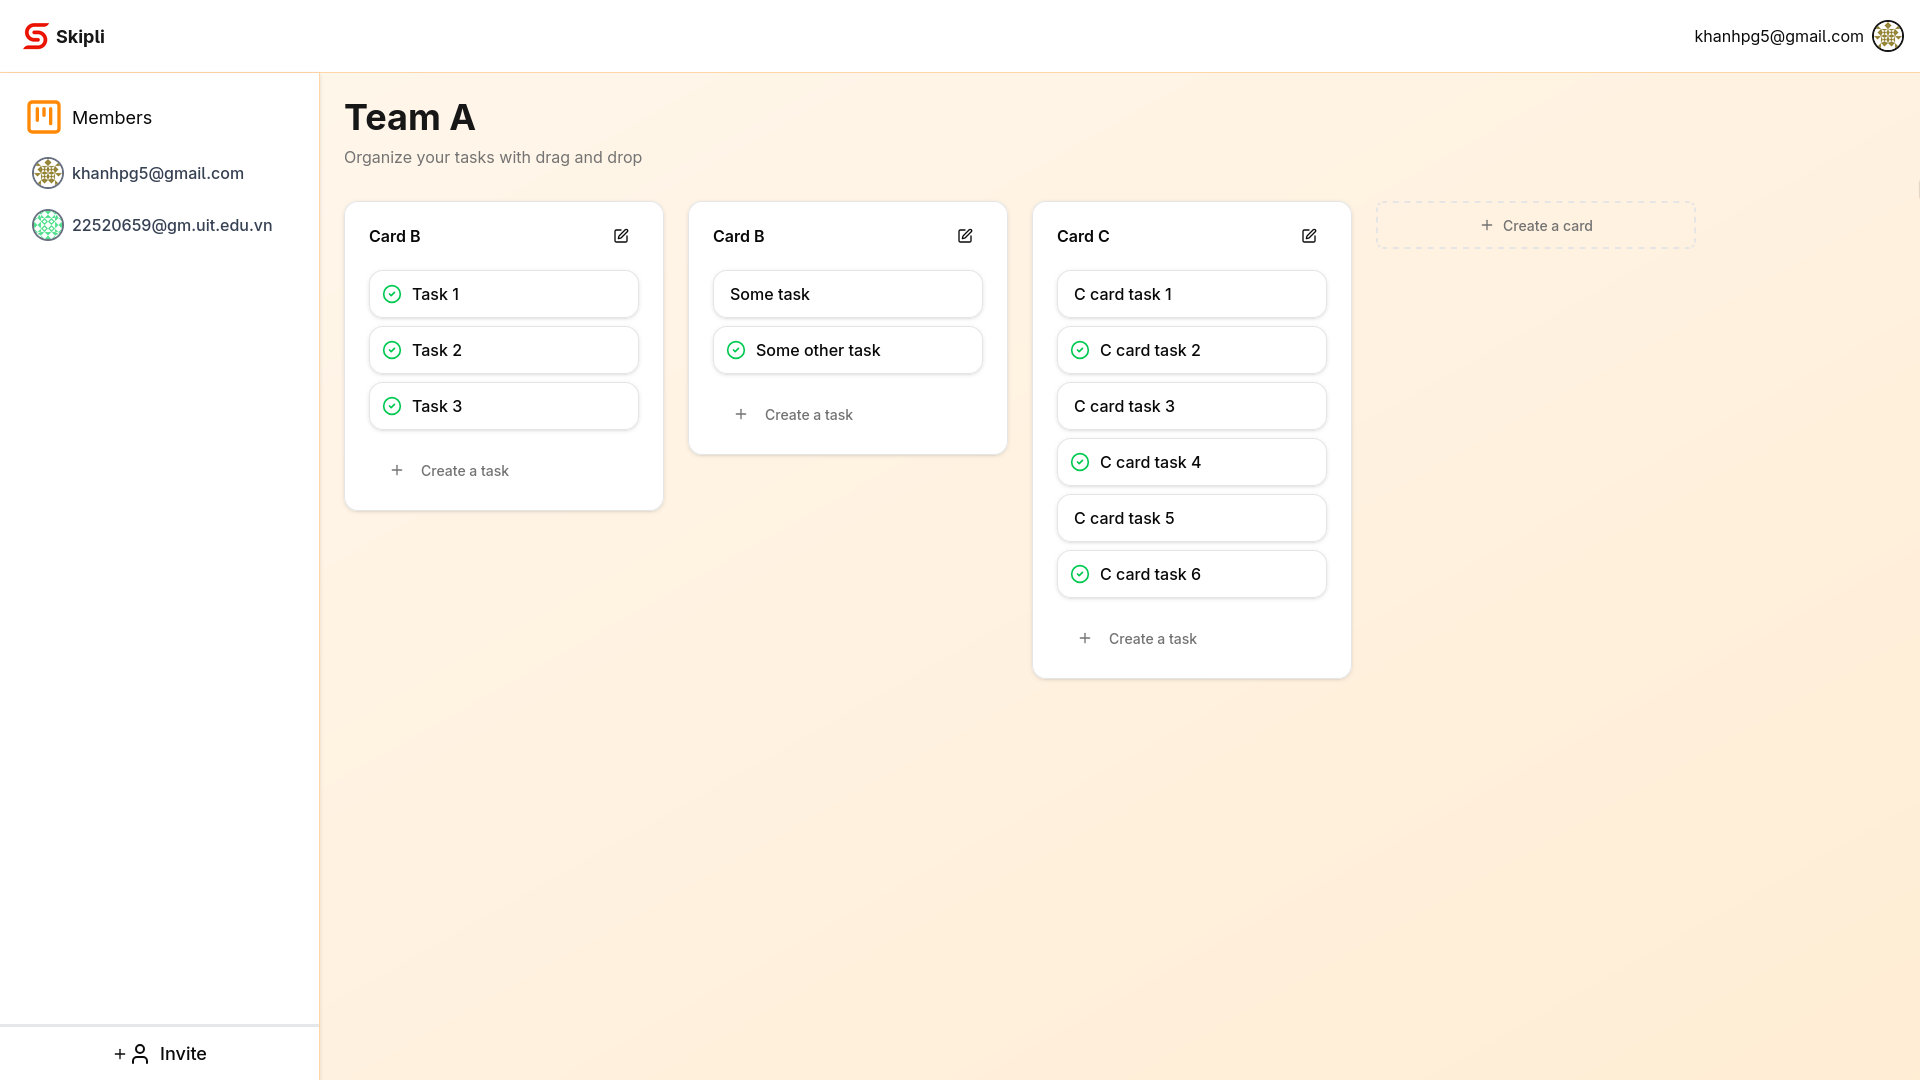 Skipli
khanhpg5@gmail.com
Members
khanhpg5@gmail.com
22520659@gm.uit.edu.vn
Invite
Team A
Organize your tasks with drag and drop
Card B
Task 1
Task 2
Task 3
Create a task
Card B
Some task
Some other task
Create a task
Card C
C card task 1
C card task 2
C card task 3
C card task 4
C card task 5
C card task 6
Create a task
Create a card